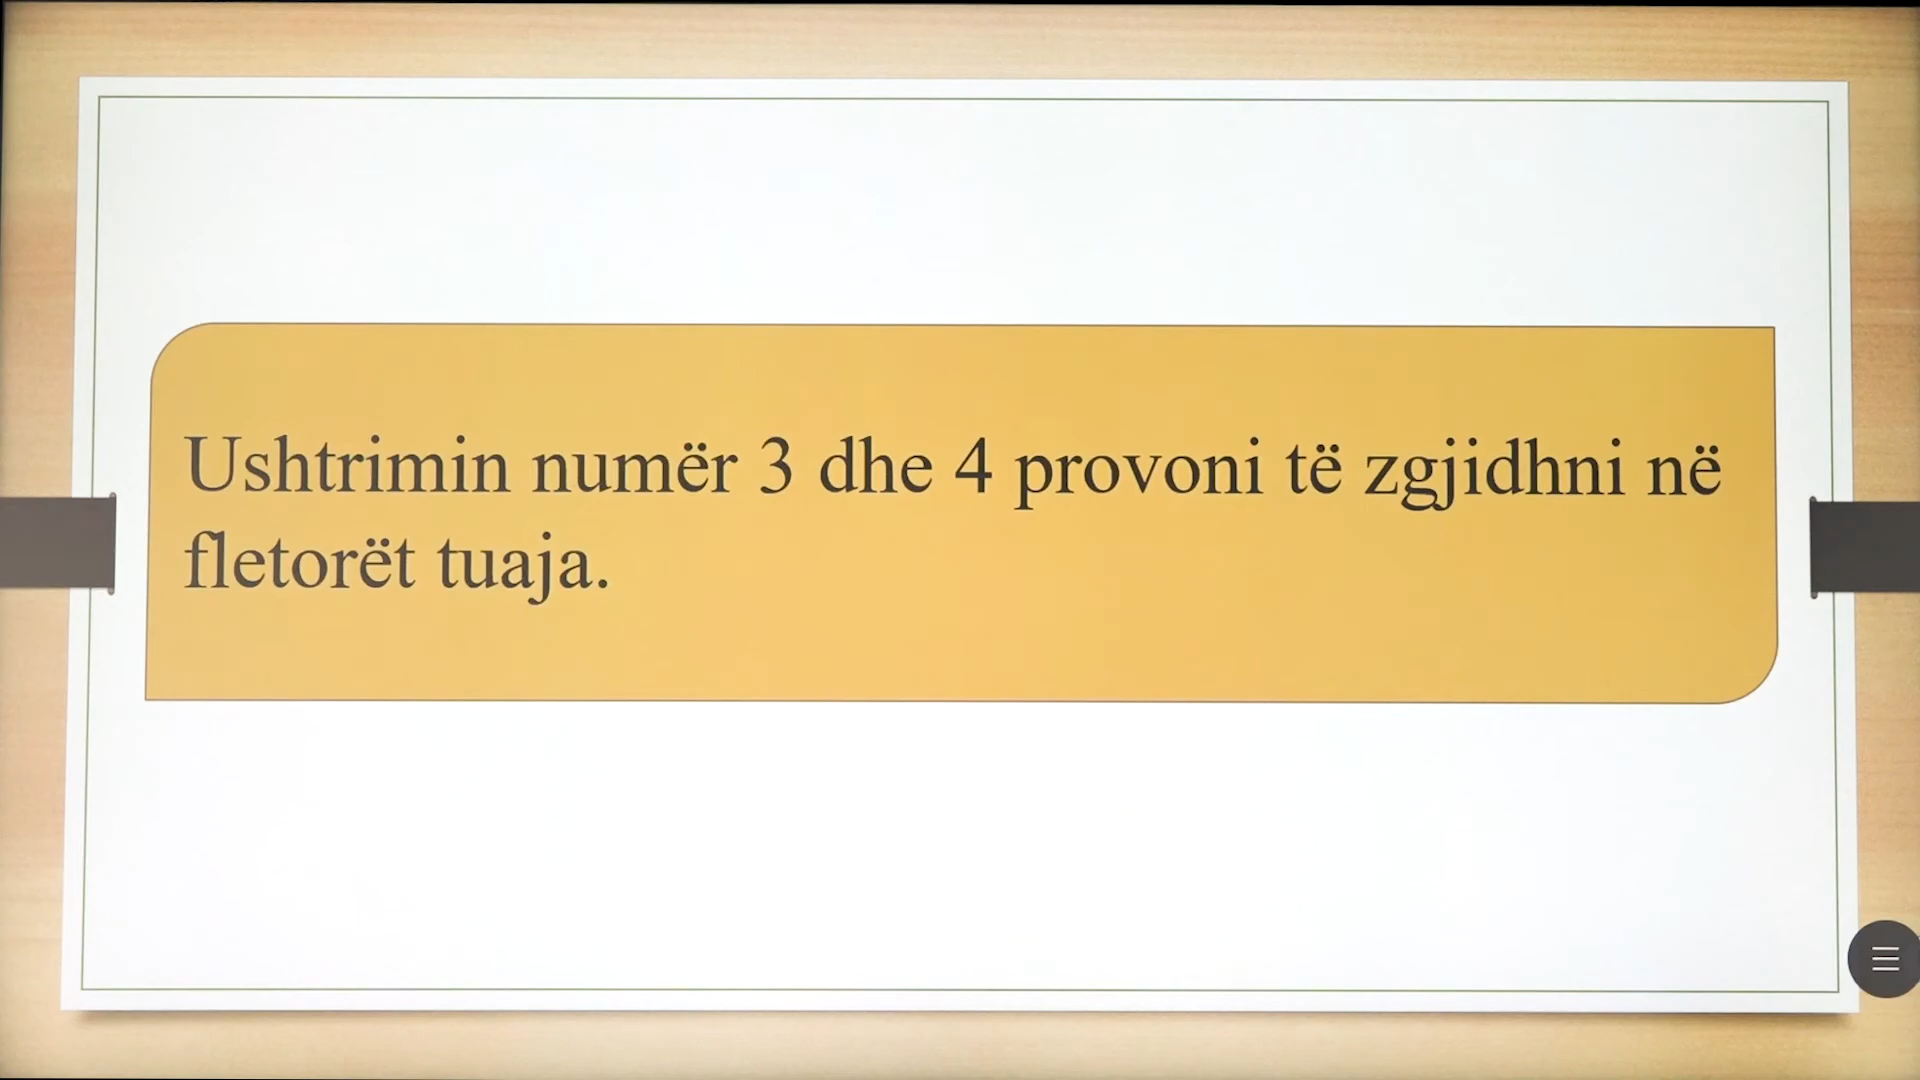 Ushtrimin numër 3 dhe 4 provoni të zgjidhni në
fletorët tuaja.